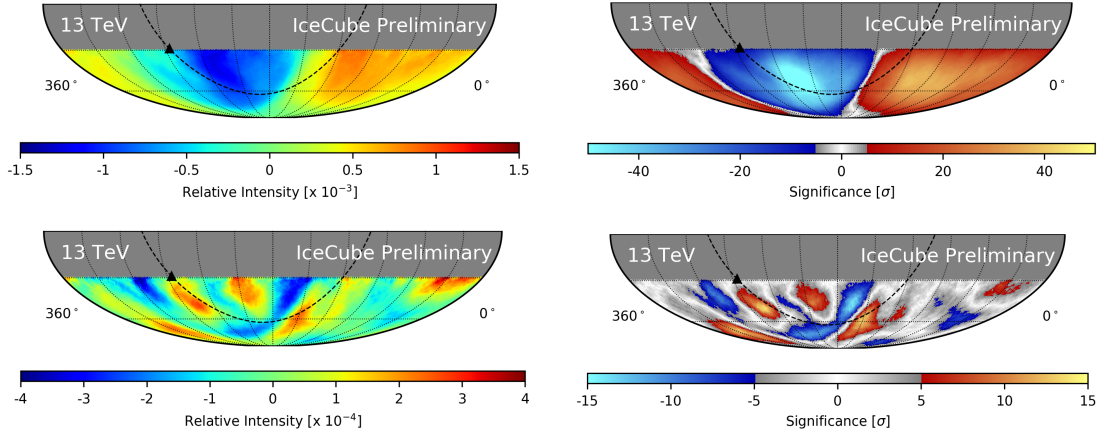 13 TeV IceCube Preliminary
360° 0°
-1.5 -1 -0.5 0 0.5 1 1.5
Relative Intensity [x 10⁻³]
13 TeV IceCube Preliminary
360° 0°
-40 -20 0 20 40
Significance [σ]
13 TeV IceCube Preliminary
360° 0°
-4 -3 -2 -1 0 1 2 3 4
Relative Intensity [x 10⁻⁴]
13 TeV IceCube Preliminary
360° 0°
-15 -10 -5 0 5 10 15
Significance [σ]